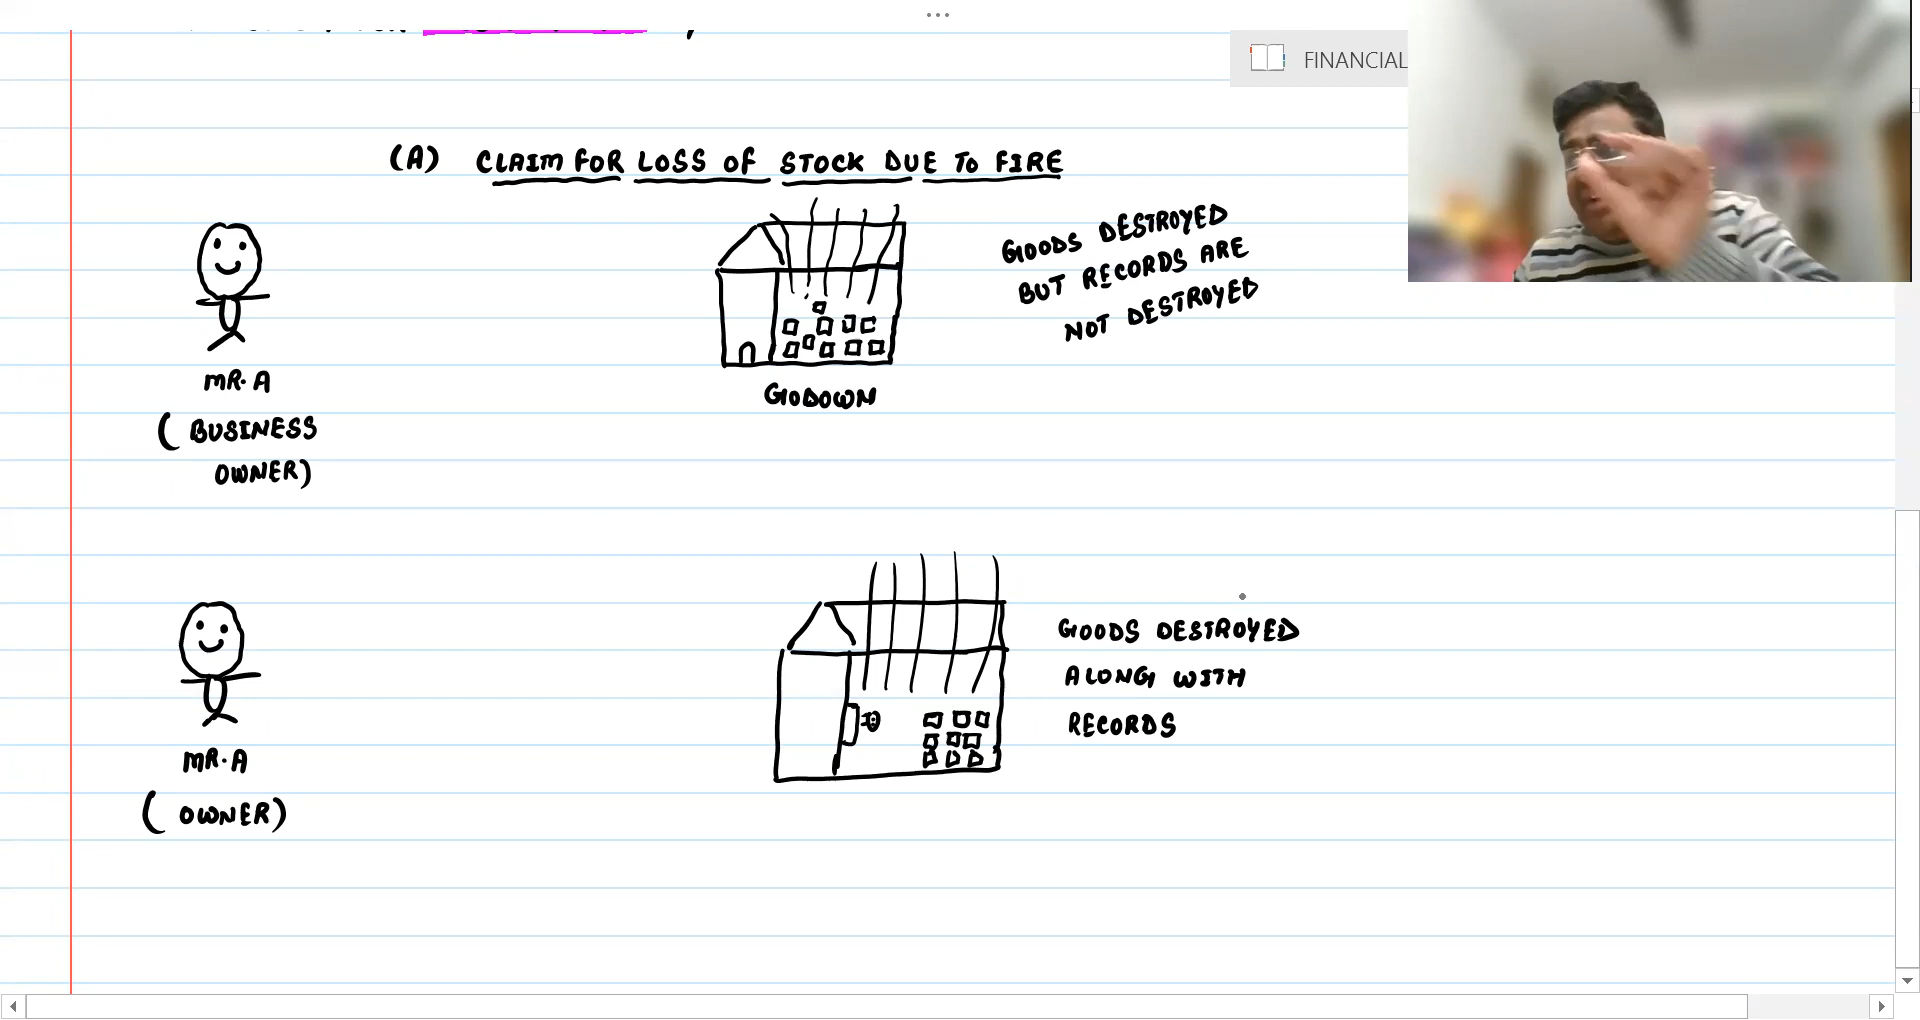 FINANCIAL
(A) CLAIM FOR LOSS OF STOCK DUE TO FIRE
GOODS DESTROYED
BUT RECORDS ARE
NOT DESTROYED
MR. A
(BUSINESS
OWNER)
GODOWN
GOODS DESTROYED
ALONG WITH
RECORDS
MR. A
(OWNER)